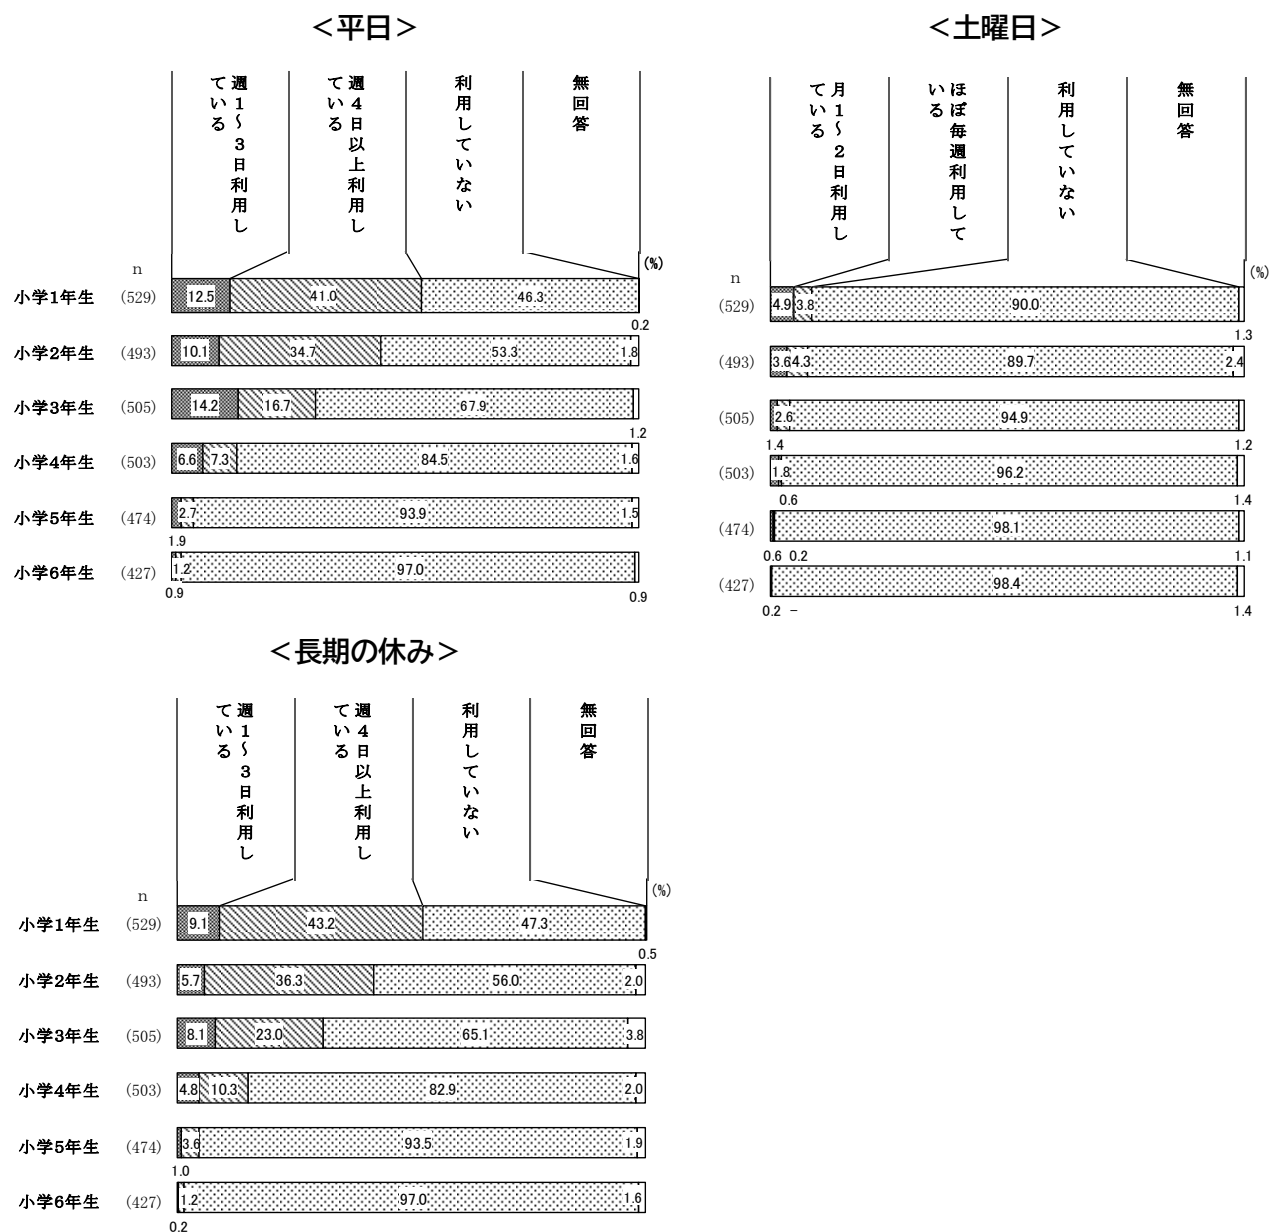 ＜平日＞
週１～３日利用し
ている
週４日以上利用し
ている
利用していない
無回答
(%)
n
小学1年生 (529) 12.5 41.0 46.3
0.2
小学2年生 (493) 10.1 34.7 53.3 1.8
小学3年生 (505) 14.2 16.7 67.9
1.2
小学4年生 (503) 6.6 7.3 84.5 1.6
小学5年生 (474) 2.7 93.9 1.5
1.9
小学6年生 (427) 1.2 97.0
0.9 0.9
＜土曜日＞
月１～２日利用し
ている
ほぼ毎週利用して
いる
利用していない
無回答
(%)
n
(529) 4.9 3.8 90.0
1.3
(493) 3.6 4.3 89.7 2.4
(505) 2.6 94.9
1.4 1.2
(503) 1.8 96.2
0.6 1.4
(474) 98.1
0.6 0.2 1.1
(427) 98.4
0.2 − 1.4
＜長期の休み＞
週１～３日利用し
ている
週４日以上利用し
ている
利用していない
無回答
(%)
n
小学1年生 (529) 9.1 43.2 47.3
0.5
小学2年生 (493) 5.7 36.3 56.0 2.0
小学3年生 (505) 8.1 23.0 65.1 3.8
小学4年生 (503) 4.8 10.3 82.9 2.0
小学5年生 (474) 3.6 93.5 1.9
1.0
小学6年生 (427) 1.2 97.0 1.6
0.2